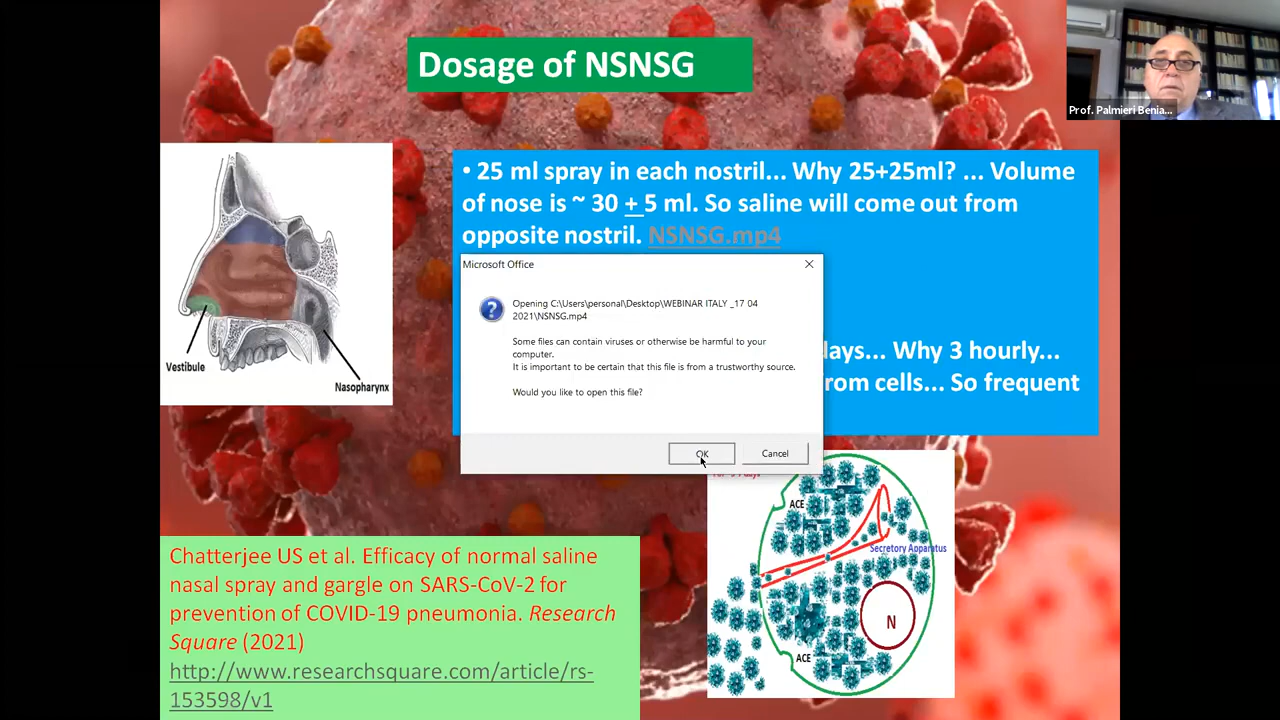 Dosage of NSNSG
Prof. Palmieri Benia...
• 25 ml spray in each nostril... Why 25+25ml? ... Volume
of nose is ~ 30 + 5 ml. So saline will come out from
opposite nostril. NSNSG.mp4
Microsoft Office
Opening C:\Users\personal\Desktop\WEBINAR ITALY _17 04
2021\NSNSG.mp4
Some files can contain viruses or otherwise be harmful to your
computer.
It is important to be certain that this file is from a trustworthy source.
Would you like to open this file?
OK
Cancel
days... Why 3 hourly...
rom cells... So frequent
Vestibule
Nasopharynx
ACE
Secretory Apparatus
N
ACE
Chatterjee US et al. Efficacy of normal saline
nasal spray and gargle on SARS-CoV-2 for
prevention of COVID-19 pneumonia. Research
Square (2021)
http://www.researchsquare.com/article/rs-
153598/v1